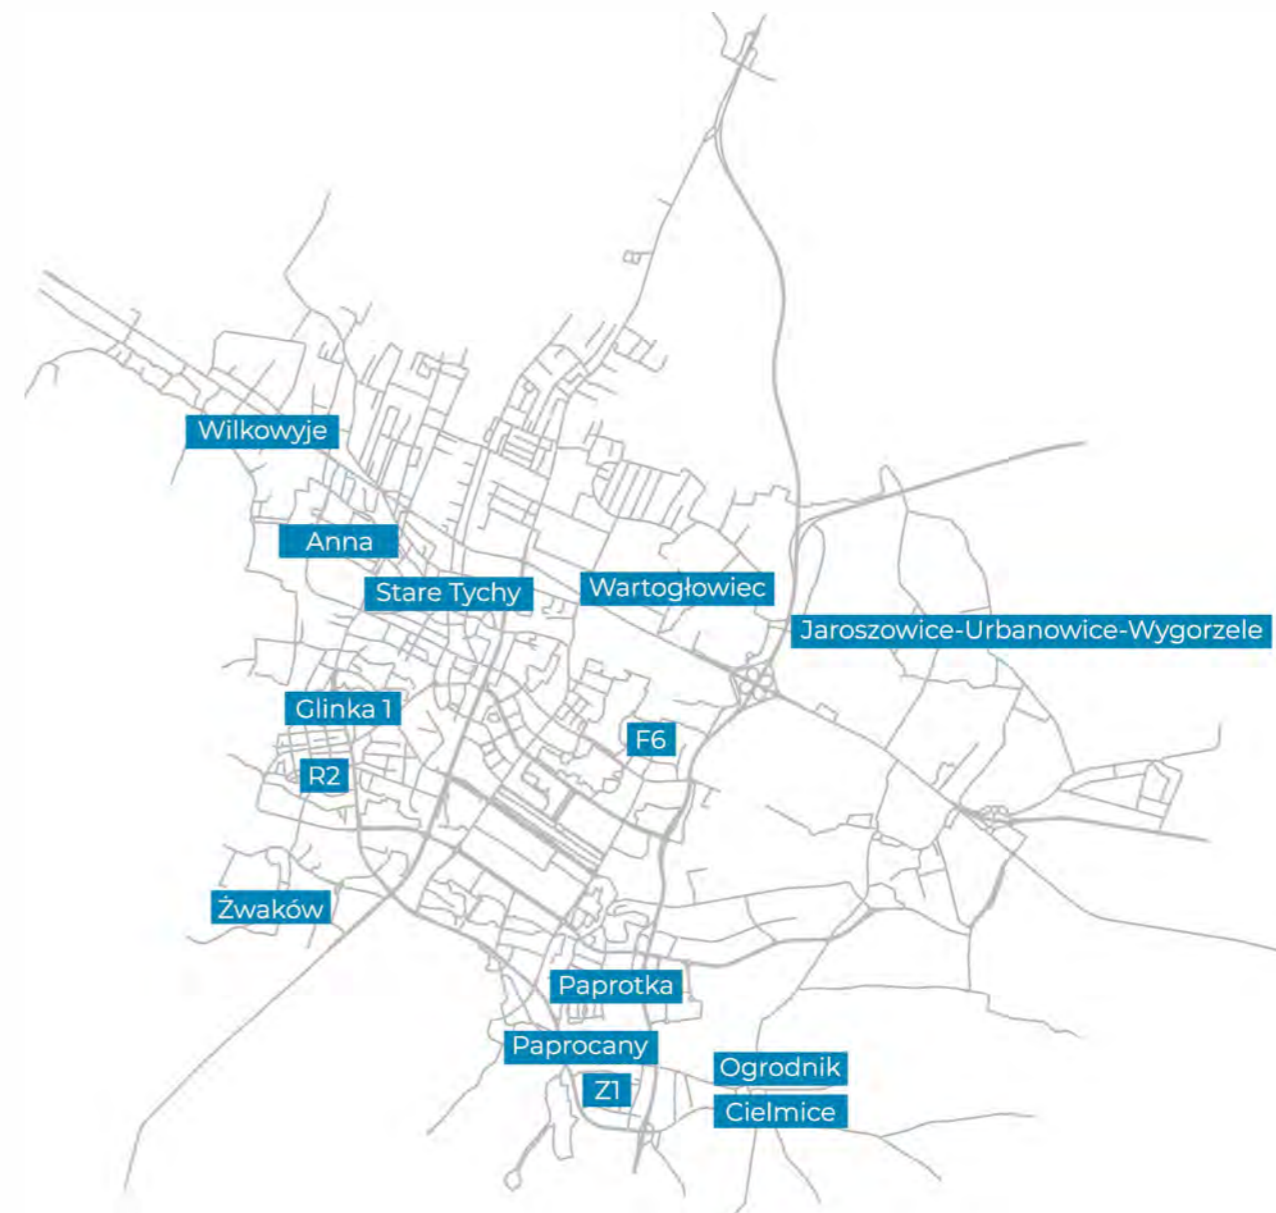 Wilkowyje
Anna
Stare Tychy
Wartogłowiec
Jaroszowice-Urbanowice-Wygorzele
Glinka 1
F6
R2
Żwaków
Paprotka
Paprocany
Ogrodnik
Z1
Cielmice